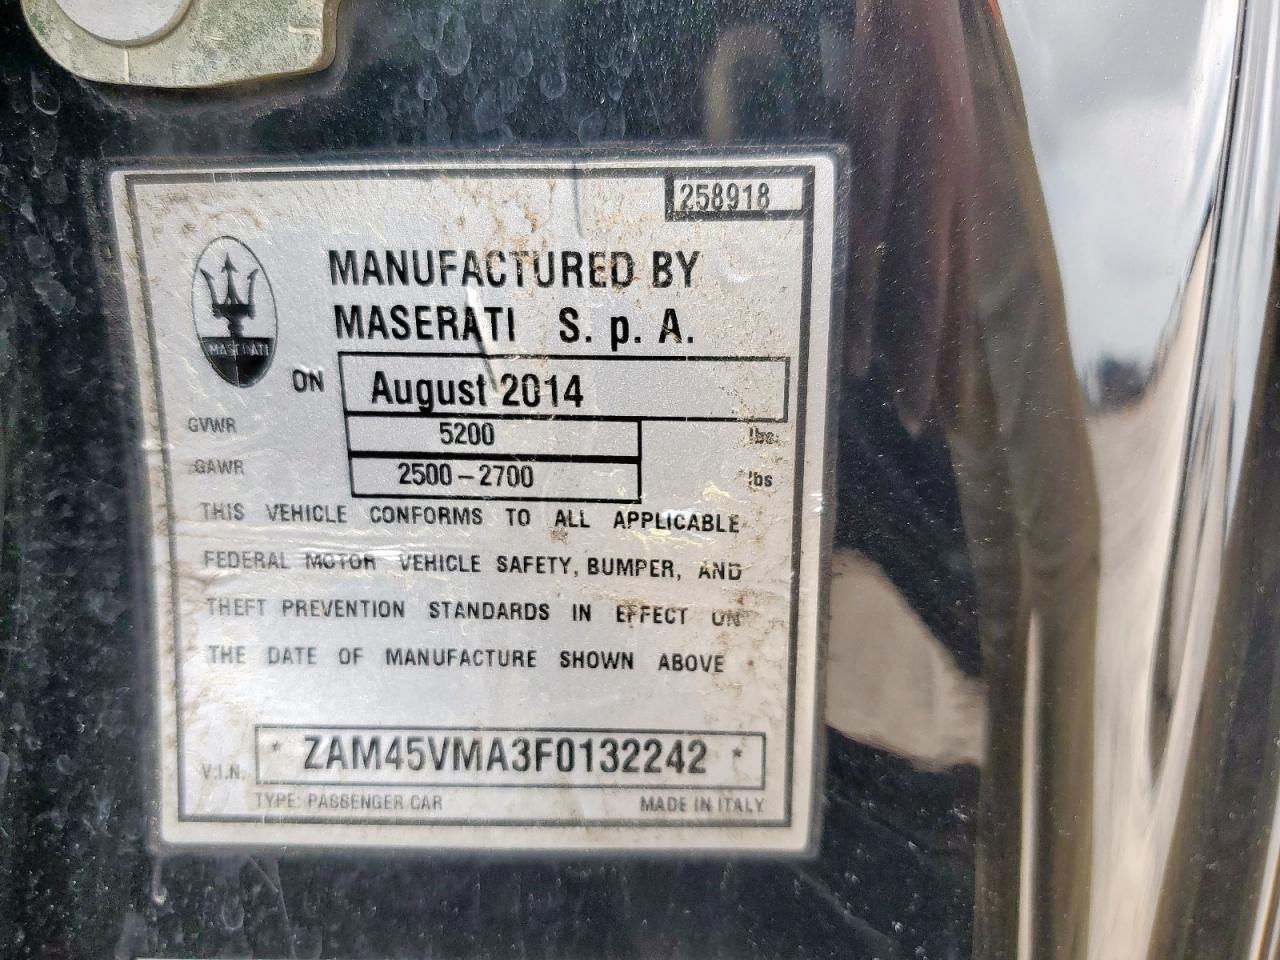 258918
MANUFACTURED BY
MASERATI S. p. A.
MASERATI
ON August 2014
GVWR 5200 lbs.
GAWR 2500-2700 lbs
THIS VEHICLE CONFORMS TO ALL APPLICABLE
FEDERAL MOTOR VEHICLE SAFETY, BUMPER, AND
THEFT PREVENTION STANDARDS IN EFFECT ON
THE DATE OF MANUFACTURE SHOWN ABOVE
V.I.N. * ZAM45VMA3F0132242 *
TYPE: PASSENGER CAR MADE IN ITALY